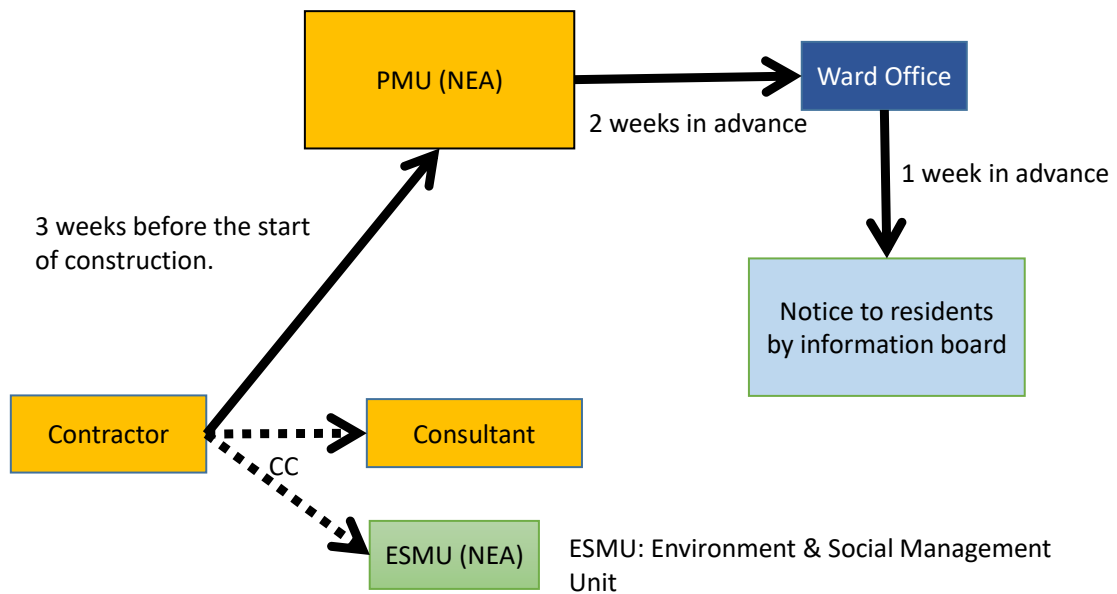 PMU (NEA)
Ward Office
2 weeks in advance
1 week in advance
3 weeks before the start
of construction.
Notice to residents
by information board
Contractor
Consultant
CC
ESMU (NEA)
ESMU: Environment & Social Management
Unit